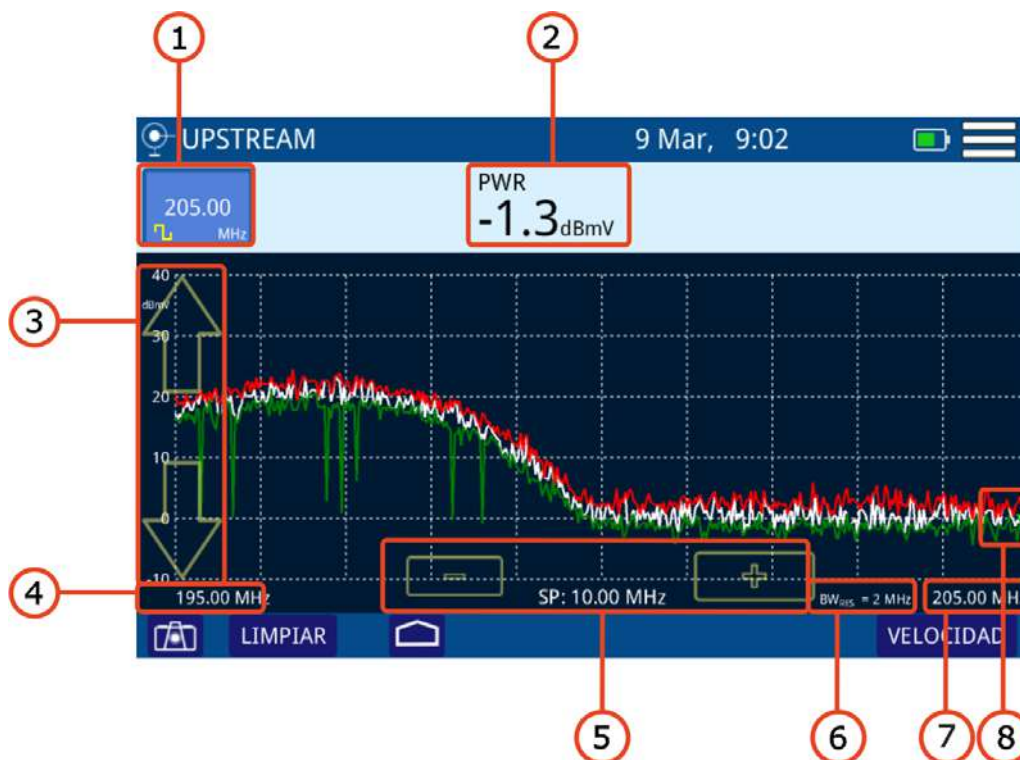 1
2
UPSTREAM
9 Mar, 9:02
205.00
MHz
PWR
-1.3 dBmV
40
dBmV
30
20
10
0
-10
3
4
195.00 MHz
SP: 10.00 MHz
BWRES = 2 MHz
205.00 MH
LIMPIAR
VELOCIDAD
5
6
7
8